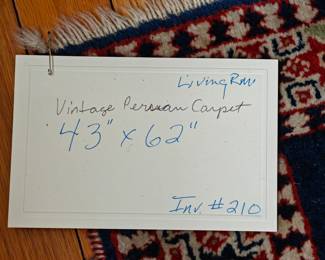 Living Rm
Vintage Persian Carpet
43" x 62"
Inv. #210